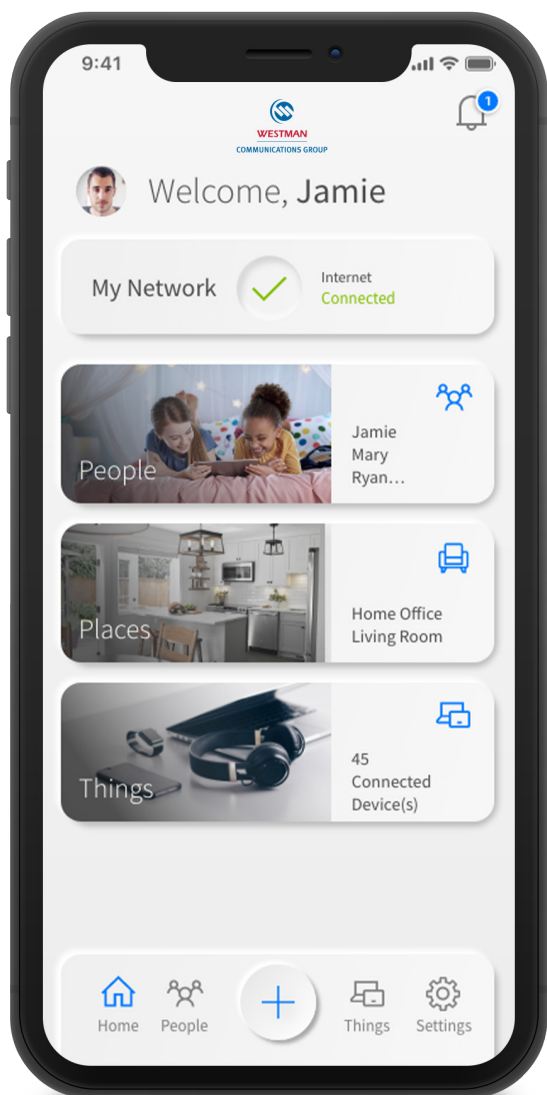 9:41
1
WESTMAN
COMMUNICATIONS GROUP
Welcome, Jamie
My Network
Internet
Connected
People
Jamie
Mary
Ryan...
Places
Home Office
Living Room
Things
45
Connected
Device(s)
Home
People
Things
Settings